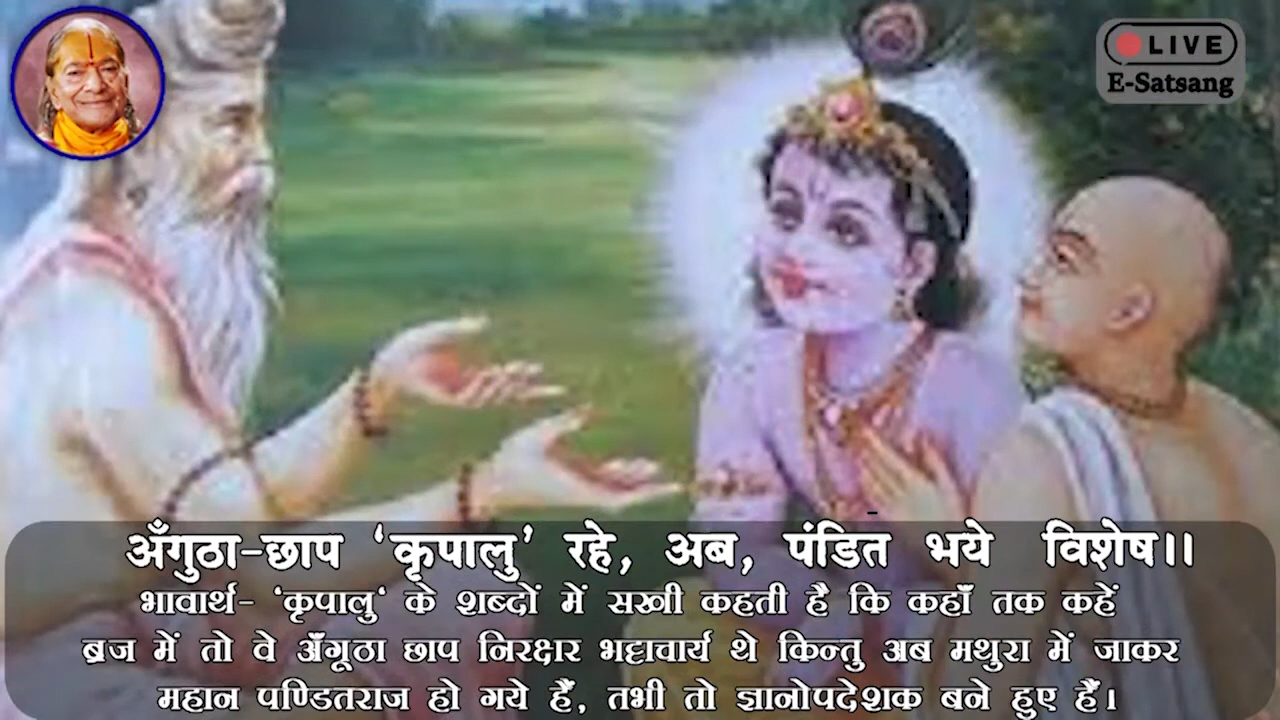 LIVE
E-Satsang
अँगुठा-छाप ‘कृपालु’ रहे, अब, पंडित भये विशेष।।
भावार्थ- ‘कृपालु‘ के शब्दों में सखी कहती है कि कहाँ तक कहें
ब्रज में तो वे अँगूठा छाप निरक्षर भट्टाचार्य थे किन्तु अब मथुरा में जाकर
महान पण्डितराज हो गये हैं, तभी तो ज्ञानोपदेशक बने हुए हैं।